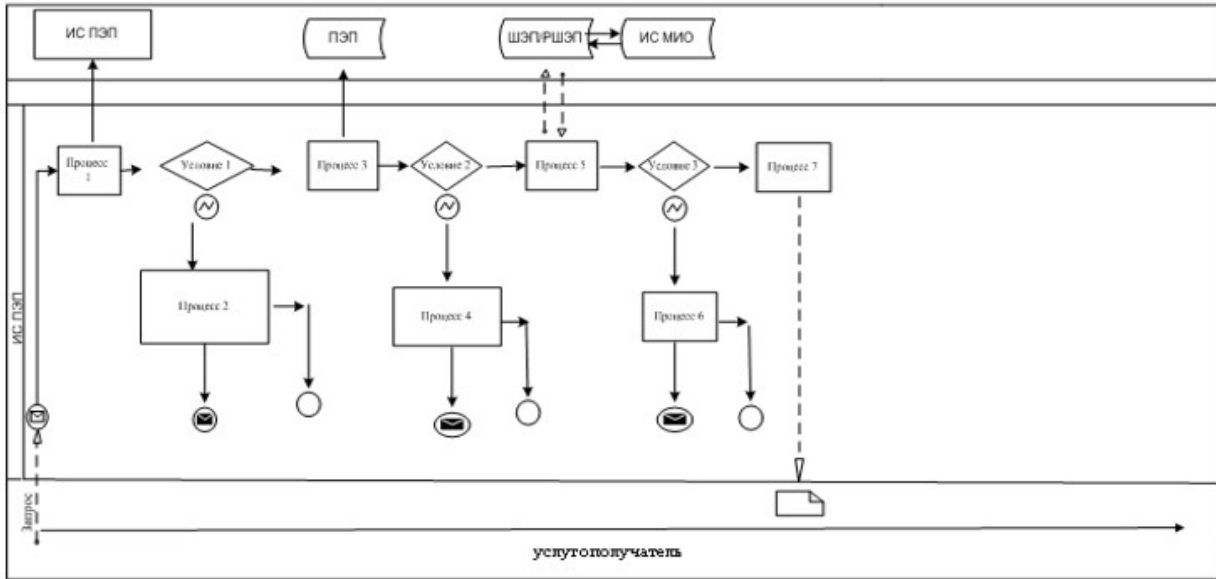 ИС ПЭП
ПЭП
ШЭП/РШЭП
ИС МИО
Процесс
1
Условие 1
Процесс 3
Условие 2
Процесс 5
Условие 3
Процесс 7
Процесс 2
Процесс 4
Процесс 6
ИС ПЭП
Запрос
услугополучатель